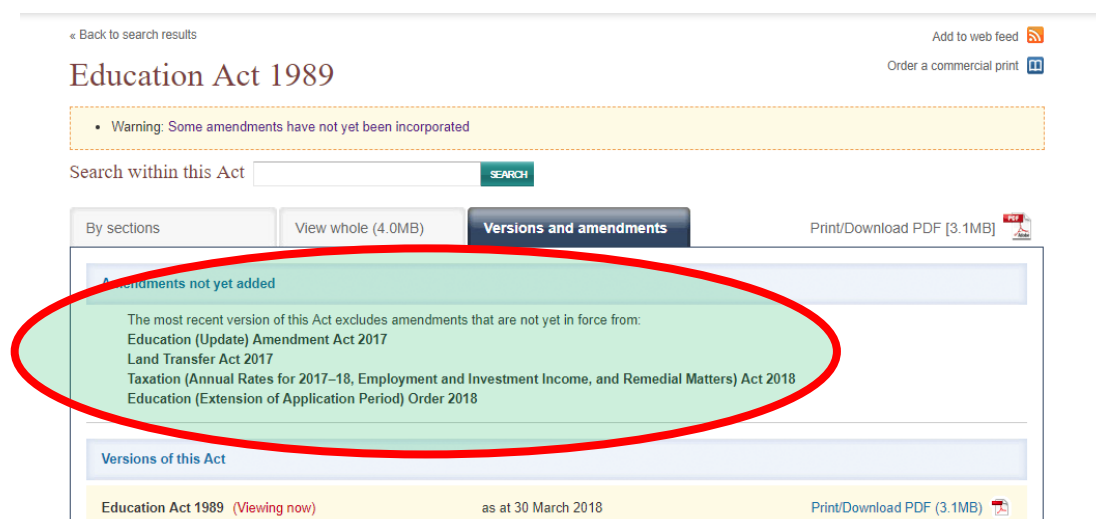 « Back to search results
Add to web feed
Education Act 1989
Order a commercial print
Warning: Some amendments have not yet been incorporated
Search within this Act
SEARCH
By sections
View whole (4.0MB)
Versions and amendments
Print/Download PDF [3.1MB]
Amendments not yet added
The most recent version of this Act excludes amendments that are not yet in force from:
Education (Update) Amendment Act 2017
Land Transfer Act 2017
Taxation (Annual Rates for 2017–18, Employment and Investment Income, and Remedial Matters) Act 2018
Education (Extension of Application Period) Order 2018
Versions of this Act
Education Act 1989 (Viewing now)
as at 30 March 2018
Print/Download PDF (3.1MB)